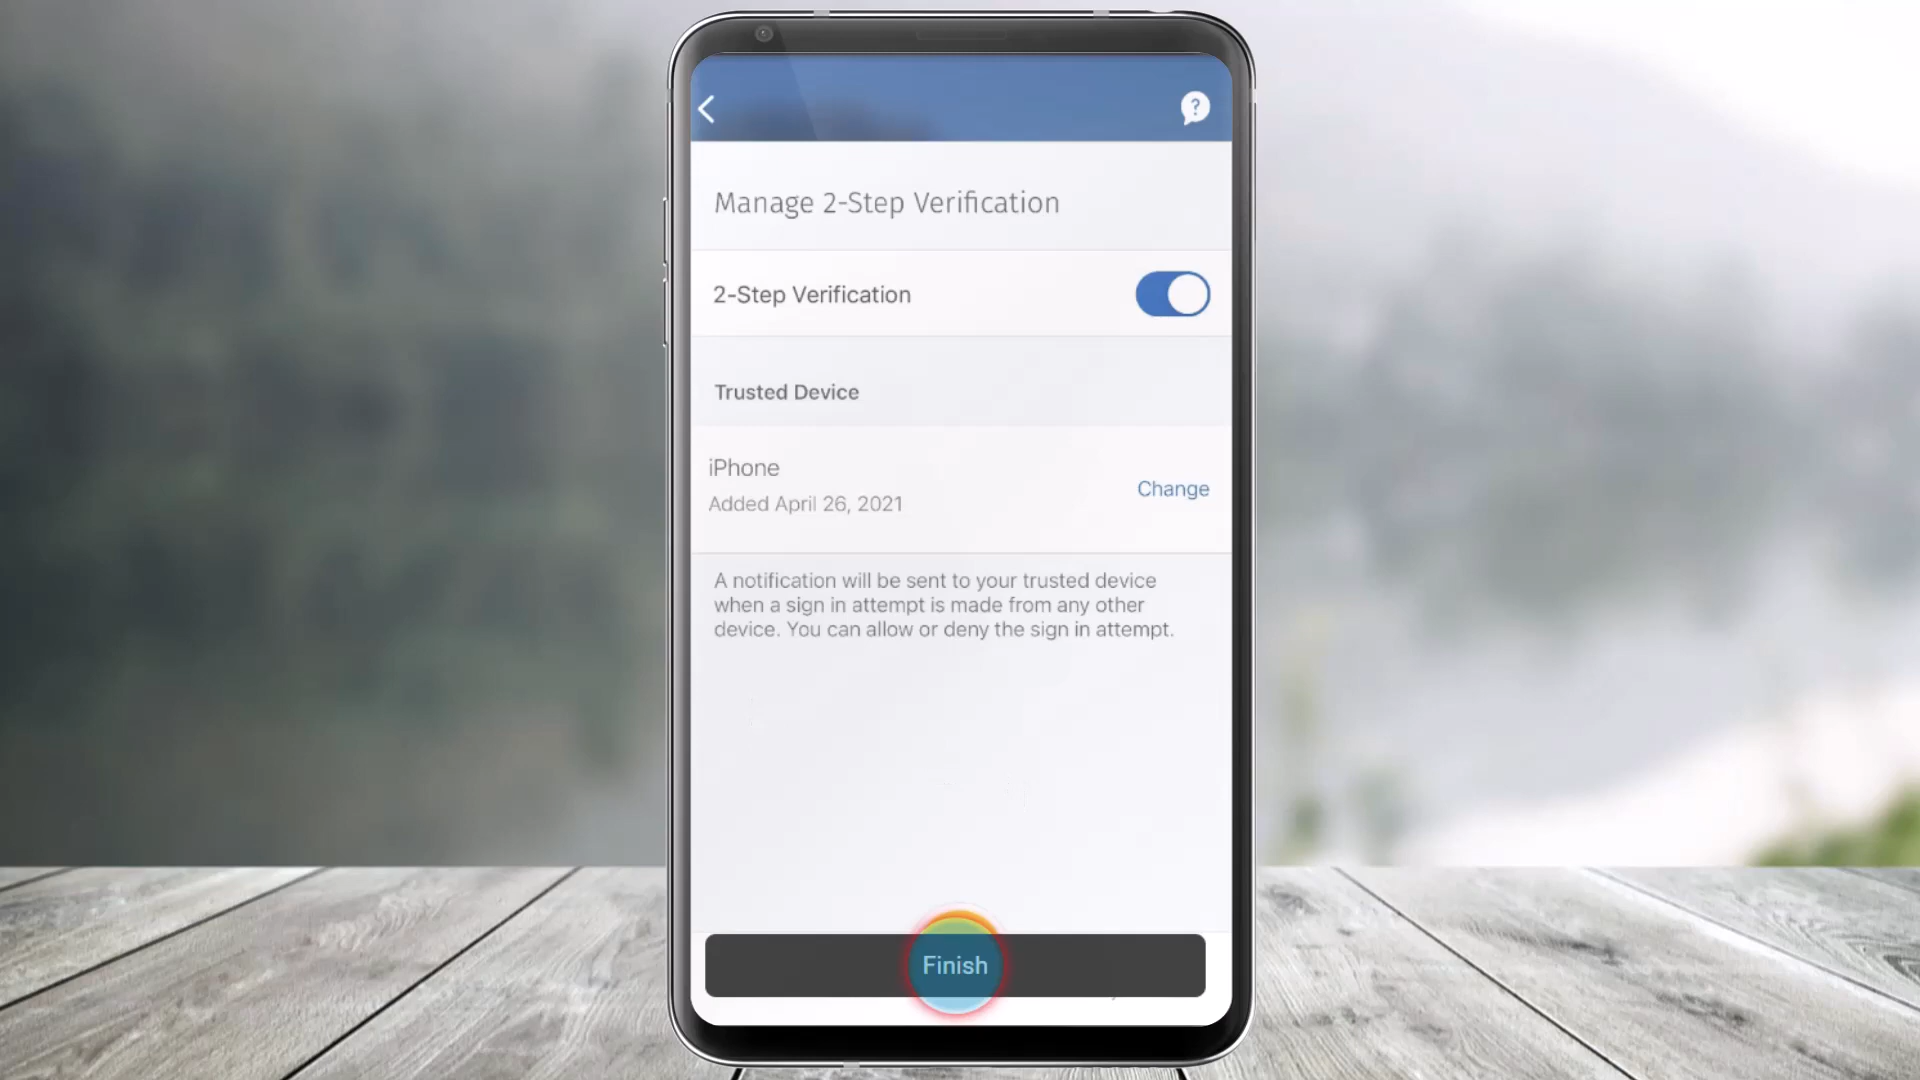 ?
Manage 2-Step Verification
2-Step Verification
Trusted Device
iPhone
Added April 26, 2021
Change
A notification will be sent to your trusted device
when a sign in attempt is made from any other
device. You can allow or deny the sign in attempt.
Finish